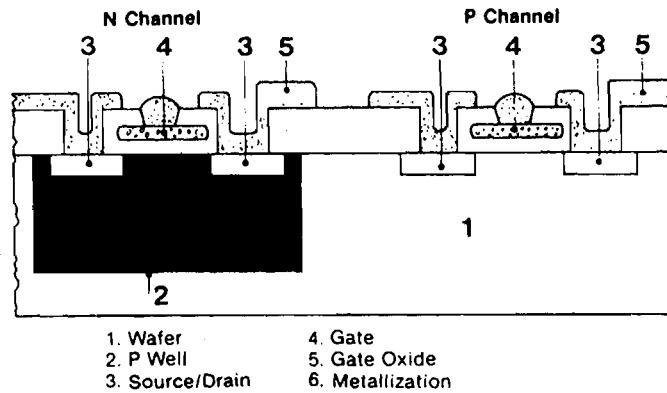 N Channel
P Channel
3 4 3 5 3 4 3 5
1
2
1. Wafer
2. P Well
3. Source/Drain
4. Gate
5. Gate Oxide
6. Metallization